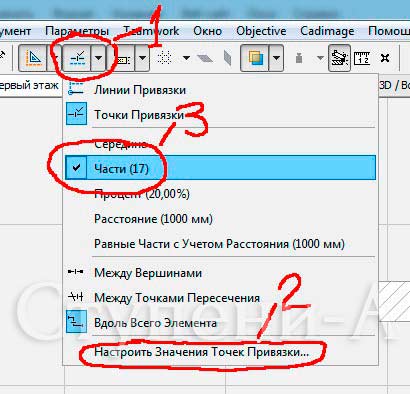 умент Параметры Teamwork Окно Objective Cadimage Помощ
1
ервый этаж
3D / Вс
Линии Привязки
Точки Привязки
3
Середина
Части (17)
Процент (20,00%)
Расстояние (1000 мм)
Равные Части с Учетом Расстояния (1000 мм)
Между Вершинами
2
Между Точками Пересечения
Ступени-А
Вдоль Всего Элемента
Настроить Значения Точек Привязки...